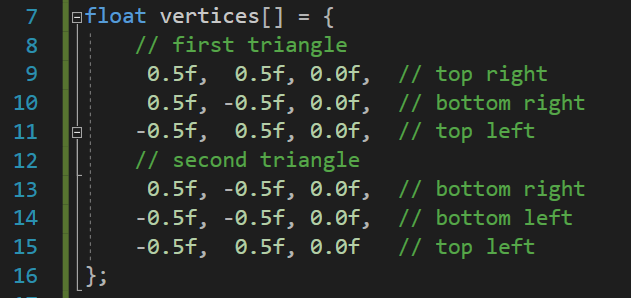 7 float vertices[] = {
8     // first triangle
9      0.5f,  0.5f, 0.0f,  // top right
10      0.5f, -0.5f, 0.0f,  // bottom right
11     -0.5f,  0.5f, 0.0f,  // top left
12     // second triangle
13      0.5f, -0.5f, 0.0f,  // bottom right
14     -0.5f, -0.5f, 0.0f,  // bottom left
15     -0.5f,  0.5f, 0.0f   // top left
16 };